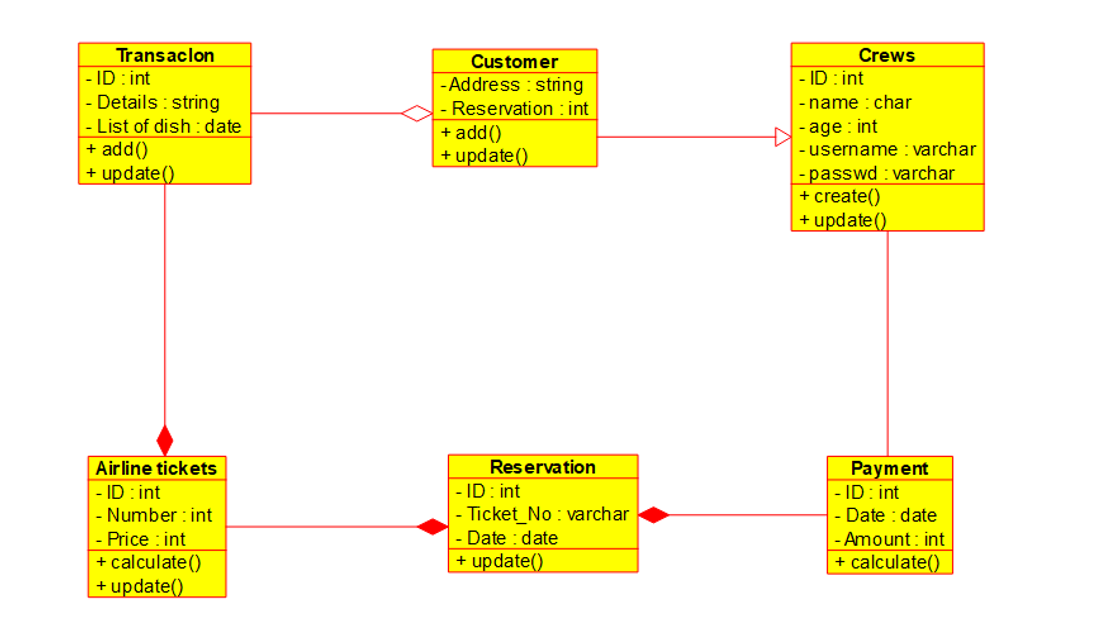 Transaclon
- ID : int
- Details : string
- List of dish : date
+ add()
+ update()
Customer
-Address : string
- Reservation : int
+ add()
+ update()
Crews
- ID : int
- name : char
- age : int
- username : varchar
- passwd : varchar
+ create()
+ update()
Airline tickets
- ID : int
- Number : int
- Price : int
+ calculate()
+ update()
Reservation
- ID : int
- Ticket_No : varchar
- Date : date
+ update()
Payment
- ID : int
- Date : date
- Amount : int
+ calculate()